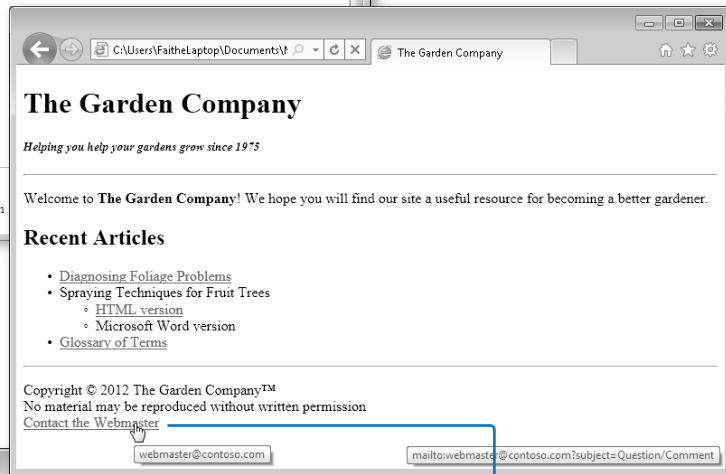 C:\Users\FaitheLaptop\Documents\
The Garden Company
The Garden Company
Helping you help your gardens grow since 1975
Welcome to The Garden Company! We hope you will find our site a useful resource for becoming a better gardener.
Recent Articles
• Diagnosing Foliage Problems
• Spraying Techniques for Fruit Trees
◦ HTML version
◦ Microsoft Word version
• Glossary of Terms
Copyright © 2012 The Garden Company™
No material may be reproduced without written permission
Contact the Webmaster
webmaster@contoso.com
mailto:webmaster@contoso.com?subject=Question/Comment